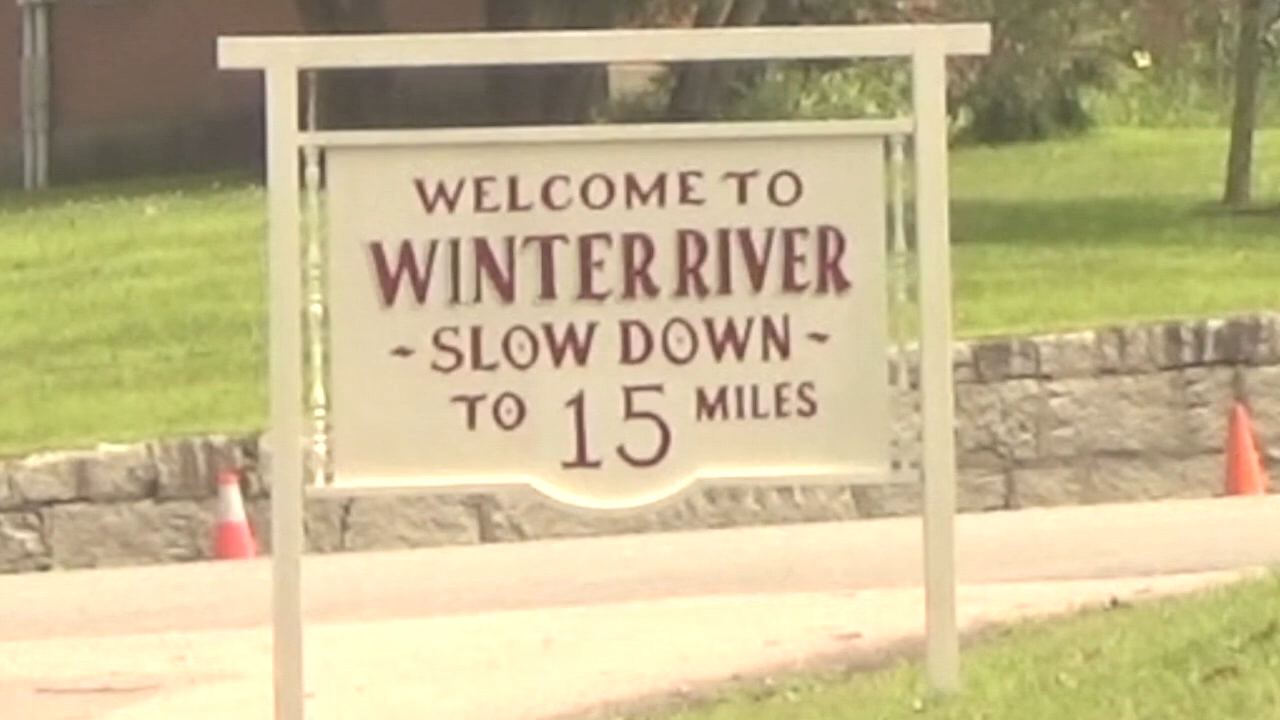 WELCOME TO
WINTER RIVER
~ SLOW DOWN ~
TO 15 MILES